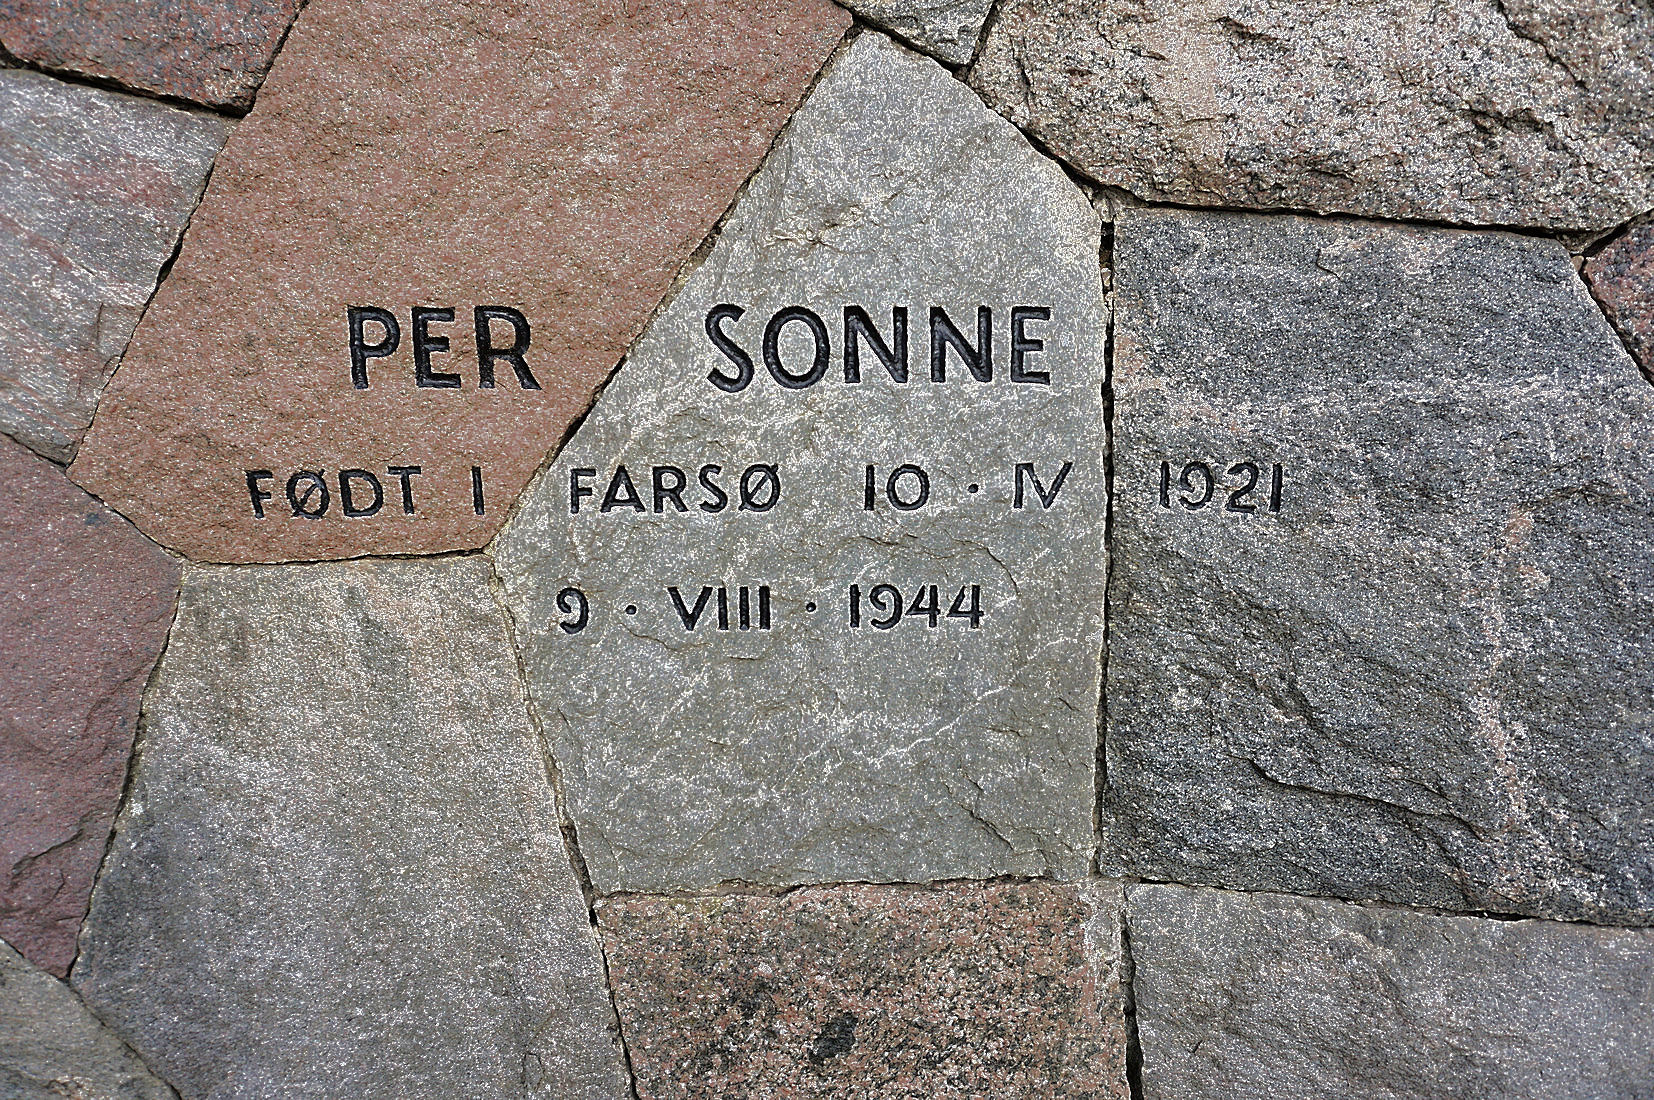 PER SONNE
FØDT I FARSØ 10 · IV 1921
9 · VIII · 1944